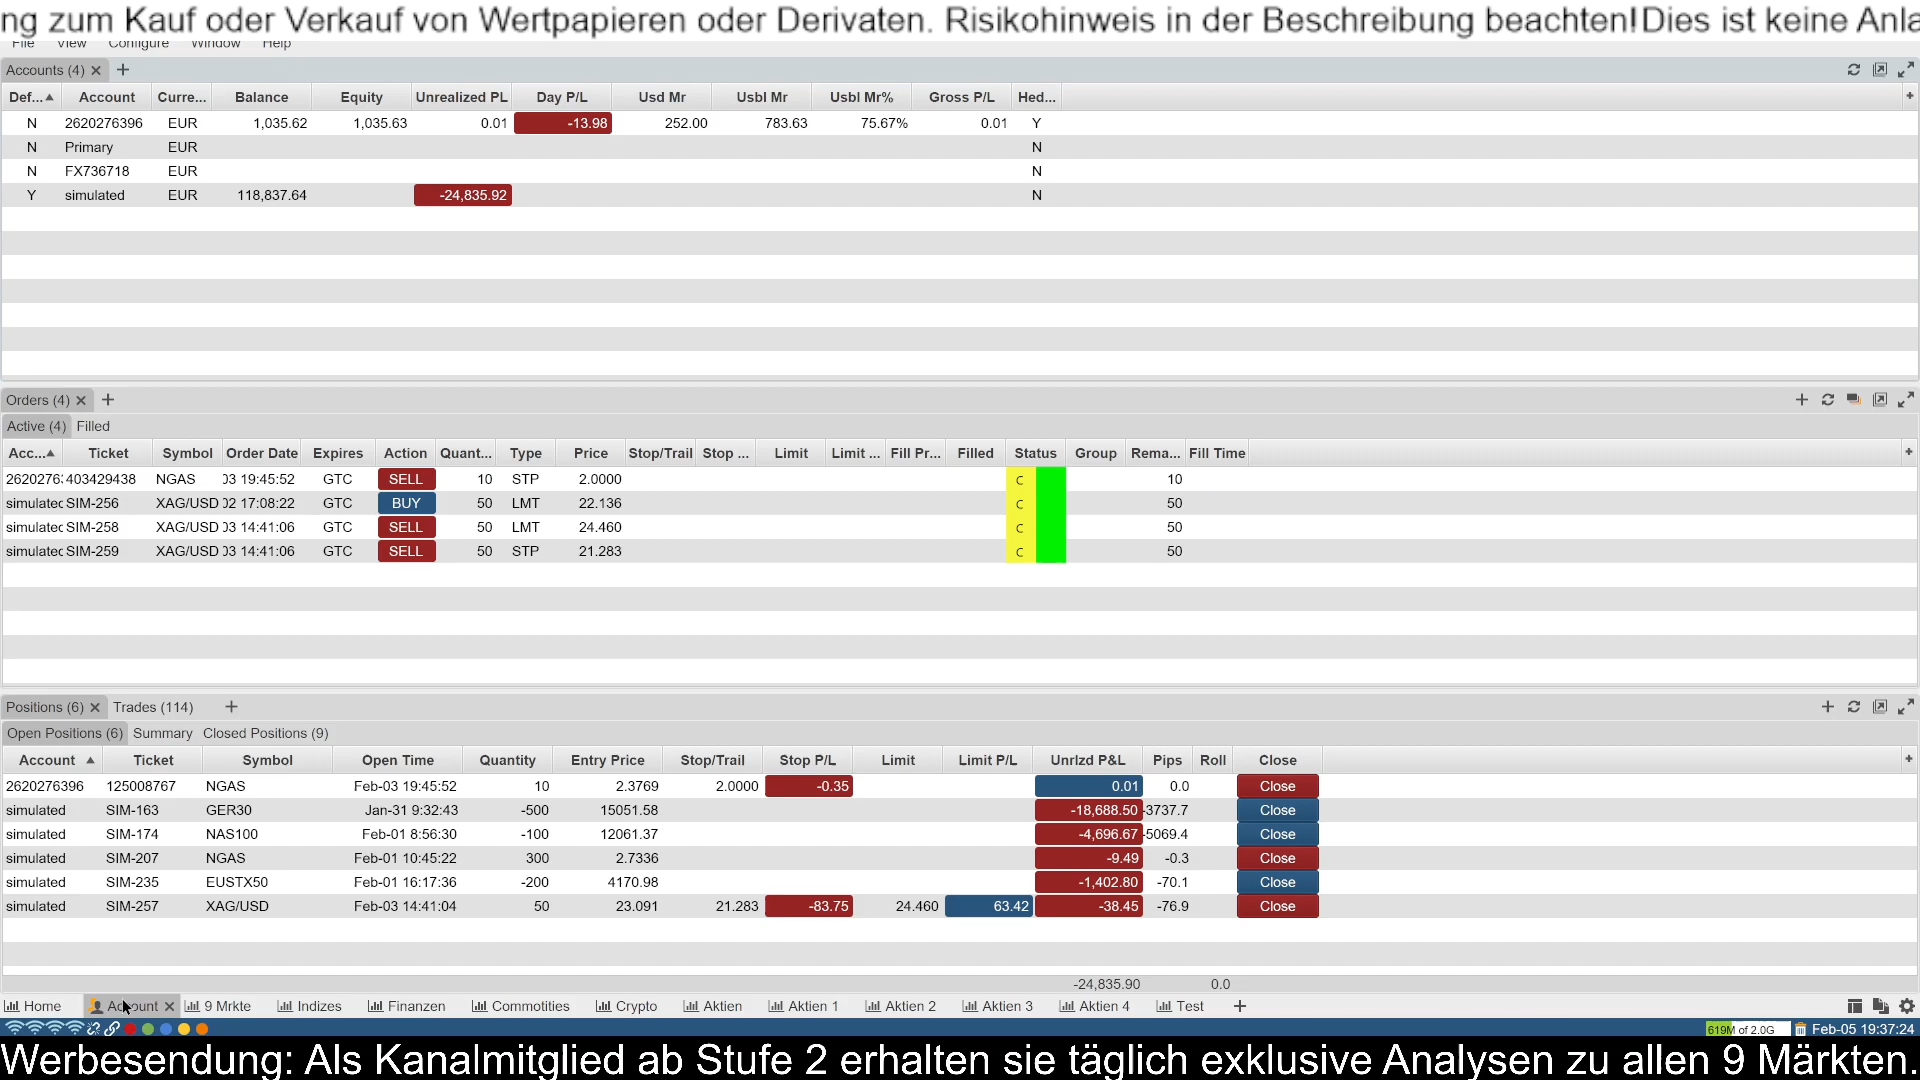 ng zum Kauf oder Verkauf von Wertpapieren oder Derivaten. Risikohinweis in der Beschreibung beachten!Dies ist keine Anla
File View Configure Window Help
Accounts (4)
Def... Account Curre... Balance Equity Unrealized PL Day P/L Usd Mr Usbl Mr Usbl Mr% Gross P/L Hed...
N 2620276396 EUR 1,035.62 1,035.63 0.01 -13.98 252.00 783.63 75.67% 0.01 Y
N Primary EUR N
N FX736718 EUR N
Y simulated EUR 118,837.64 -24,835.92 N
Orders (4)
Active (4) Filled
Acc... Ticket Symbol Order Date Expires Action Quant... Type Price Stop/Trail Stop ... Limit Limit ... Fill Pr... Filled Status Group Rema... Fill Time
2620276 403429438 NGAS 03 19:45:52 GTC SELL 10 STP 2.0000 C 10
simulated SIM-256 XAG/USD 02 17:08:22 GTC BUY 50 LMT 22.136 C 50
simulated SIM-258 XAG/USD 03 14:41:06 GTC SELL 50 LMT 24.460 C 50
simulated SIM-259 XAG/USD 03 14:41:06 GTC SELL 50 STP 21.283 C 50
Positions (6) Trades (114)
Open Positions (6) Summary Closed Positions (9)
Account Ticket Symbol Open Time Quantity Entry Price Stop/Trail Stop P/L Limit Limit P/L Unrlzd P&L Pips Roll Close
2620276396 125008767 NGAS Feb-03 19:45:52 10 2.3769 2.0000 -0.35 0.01 0.0 Close
simulated SIM-163 GER30 Jan-31 9:32:43 -500 15051.58 -18,688.50 -3737.7 Close
simulated SIM-174 NAS100 Feb-01 8:56:30 -100 12061.37 -4,696.67 -5069.4 Close
simulated SIM-207 NGAS Feb-01 10:45:22 300 2.7336 -9.49 -0.3 Close
simulated SIM-235 EUSTX50 Feb-01 16:17:36 -200 4170.98 -1,402.80 -70.1 Close
simulated SIM-257 XAG/USD Feb-03 14:41:04 50 23.091 21.283 -83.75 24.460 63.42 -38.45 -76.9 Close
-24,835.90 0.0
Home Account 9 Mrkte Indizes Finanzen Commotities Crypto Aktien Aktien 1 Aktien 2 Aktien 3 Aktien 4 Test
619M of 2.0G Feb-05 19:37:24
Werbesendung: Als Kanalmitglied ab Stufe 2 erhalten sie täglich exklusive Analysen zu allen 9 Märkten.